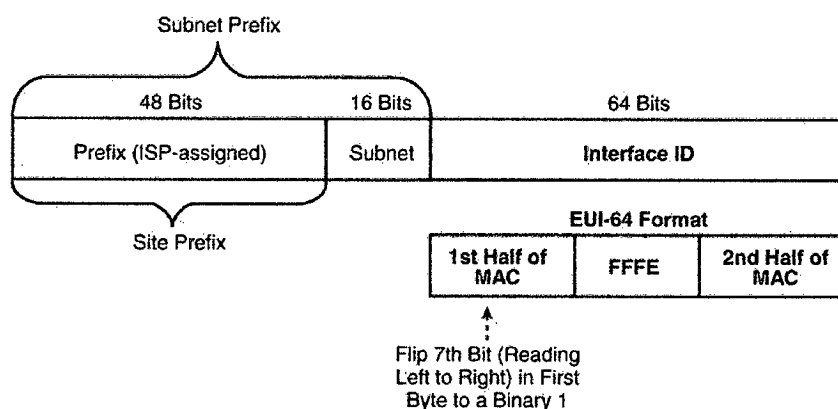 Subnet Prefix
48 Bits
16 Bits
64 Bits
Prefix (ISP-assigned)
Subnet
Interface ID
Site Prefix
EUI-64 Format
1st Half of
MAC
FFFE
2nd Half of
MAC
Flip 7th Bit (Reading
Left to Right) in First
Byte to a Binary 1